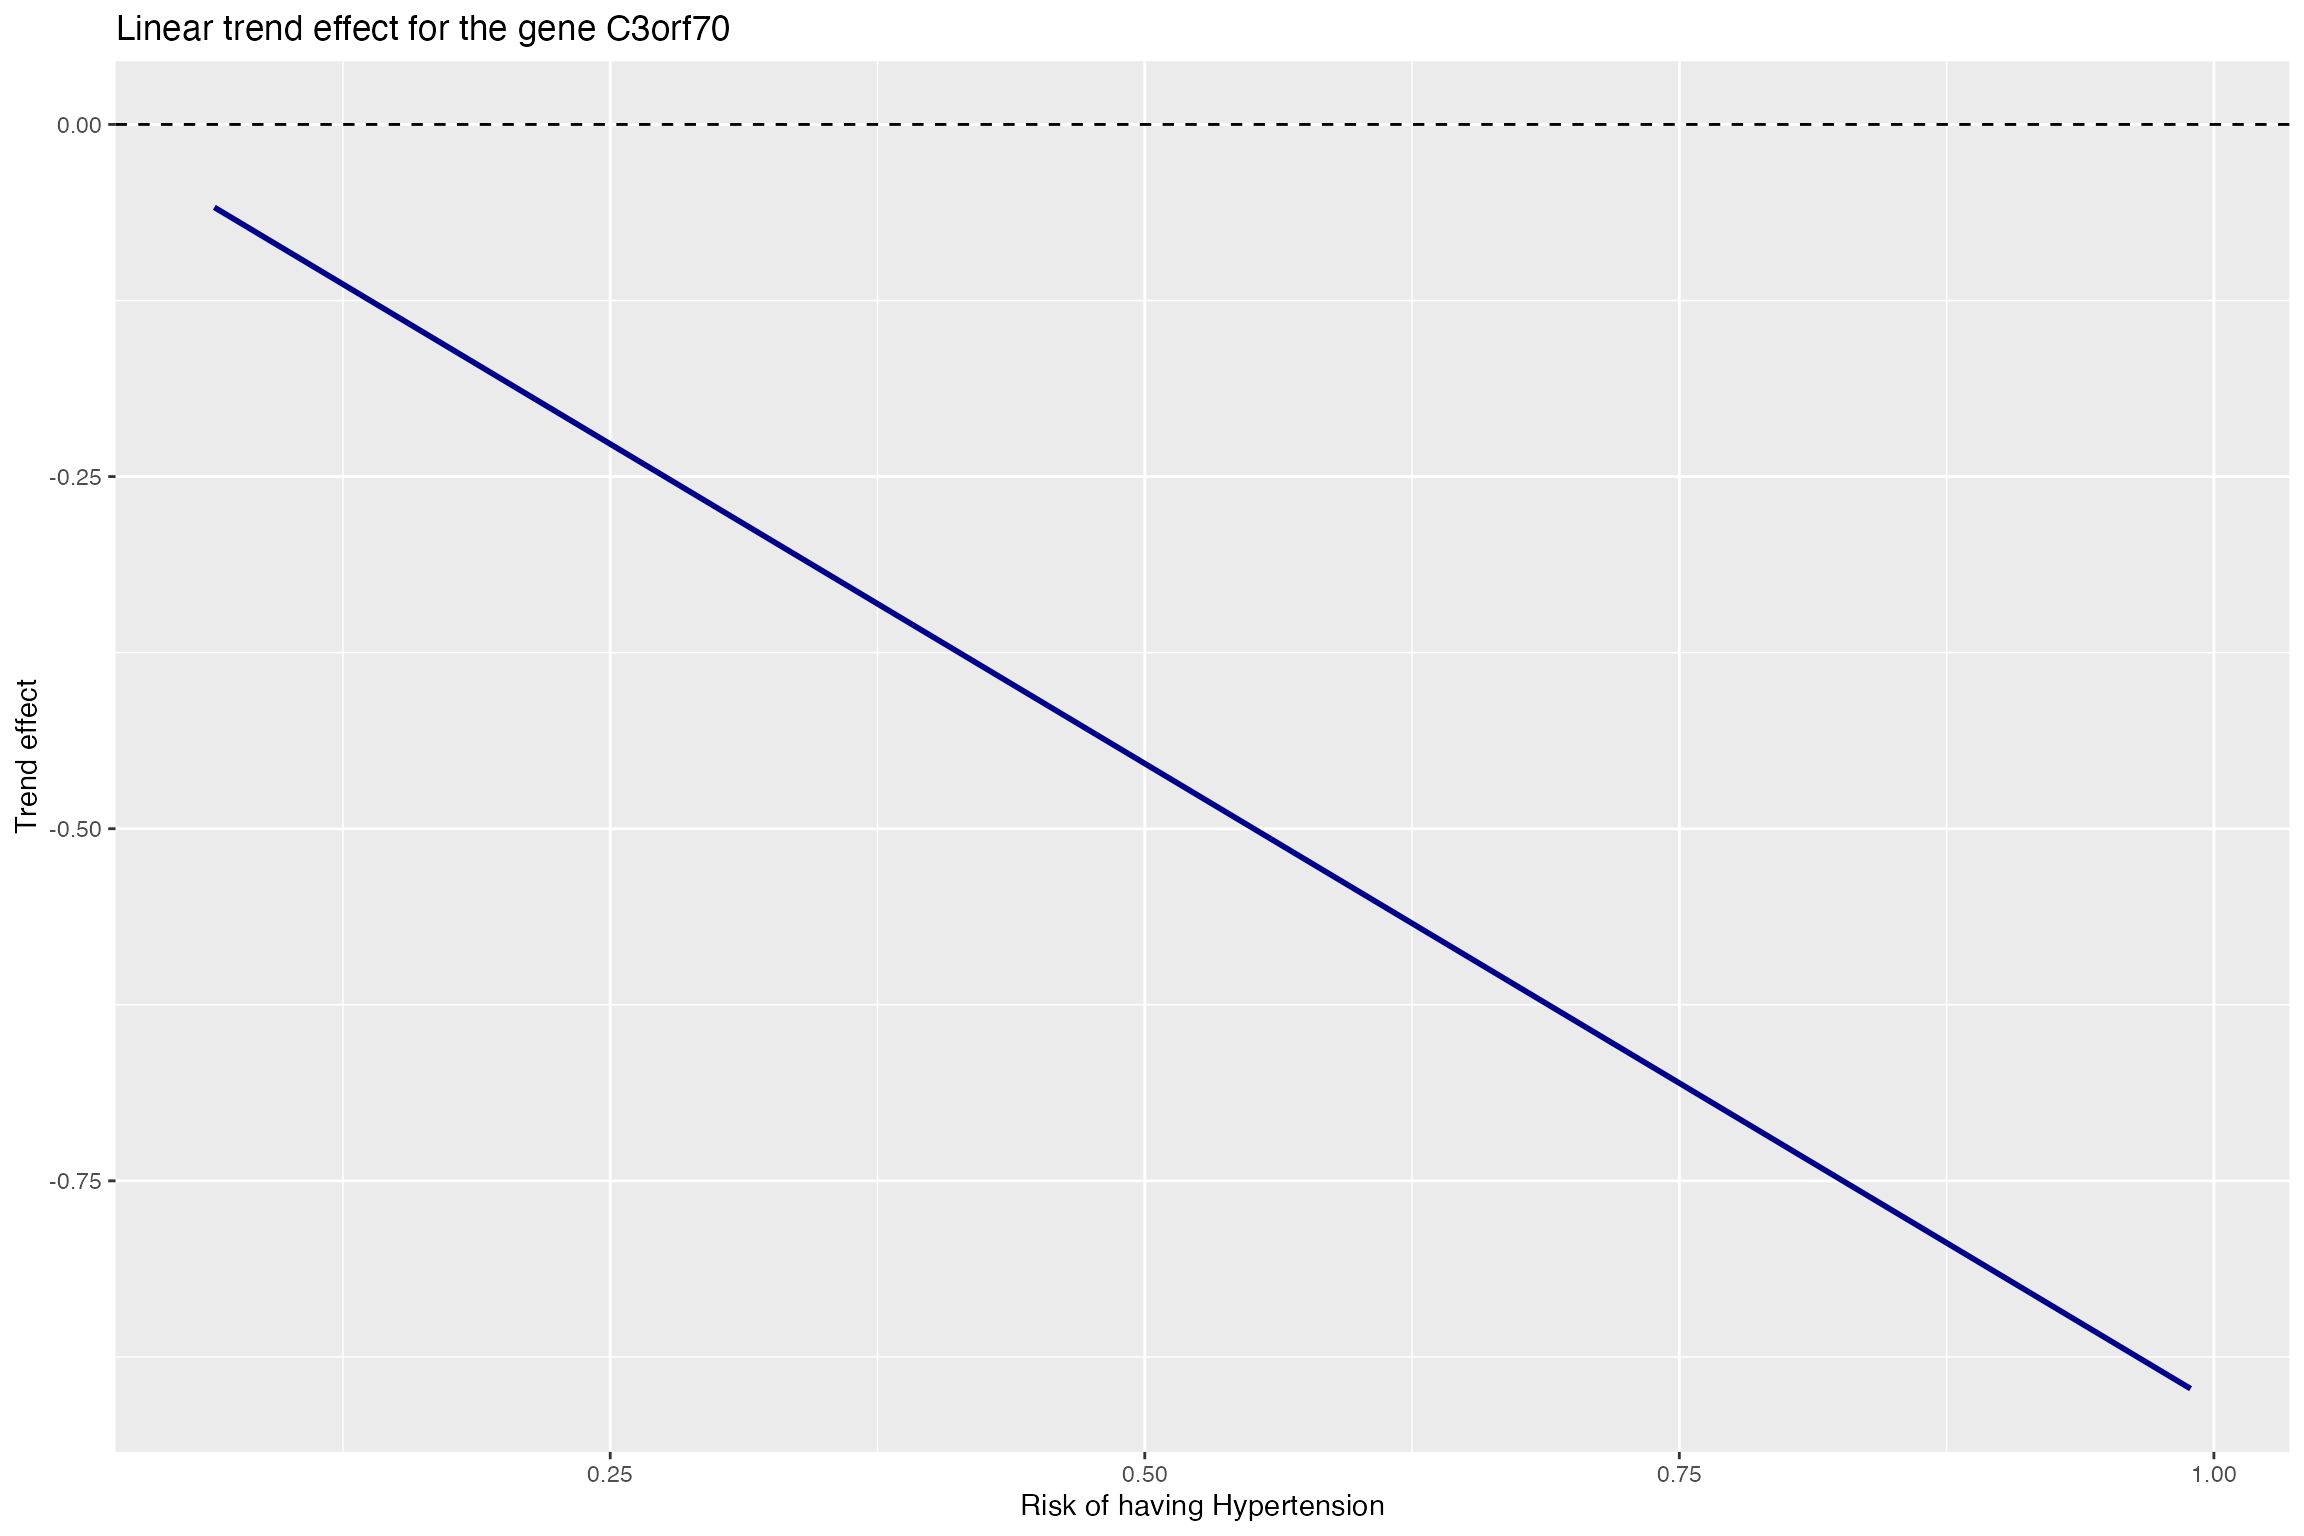 Linear trend effect for the gene C3orf70
0.00
-0.25
-0.50
-0.75
Trend effect
0.25 0.50 0.75 1.00
Risk of having Hypertension